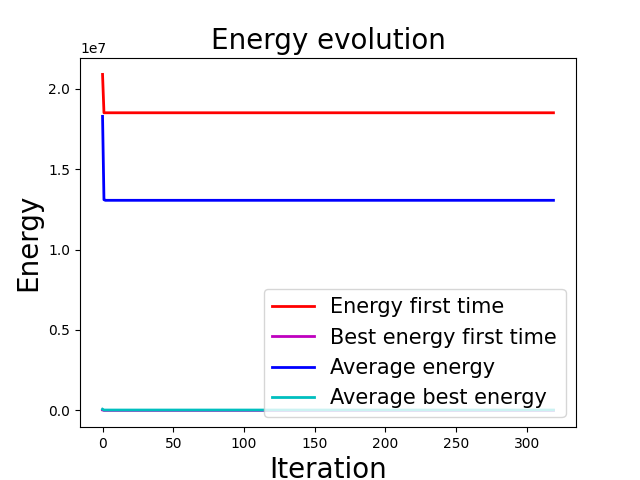 Energy evolution
1e7
2.0
1.5
1.0
0.5
0.0
Energy
Energy first time
Best energy first time
Average energy
Average best energy
0 50 100 150 200 250 300
Iteration